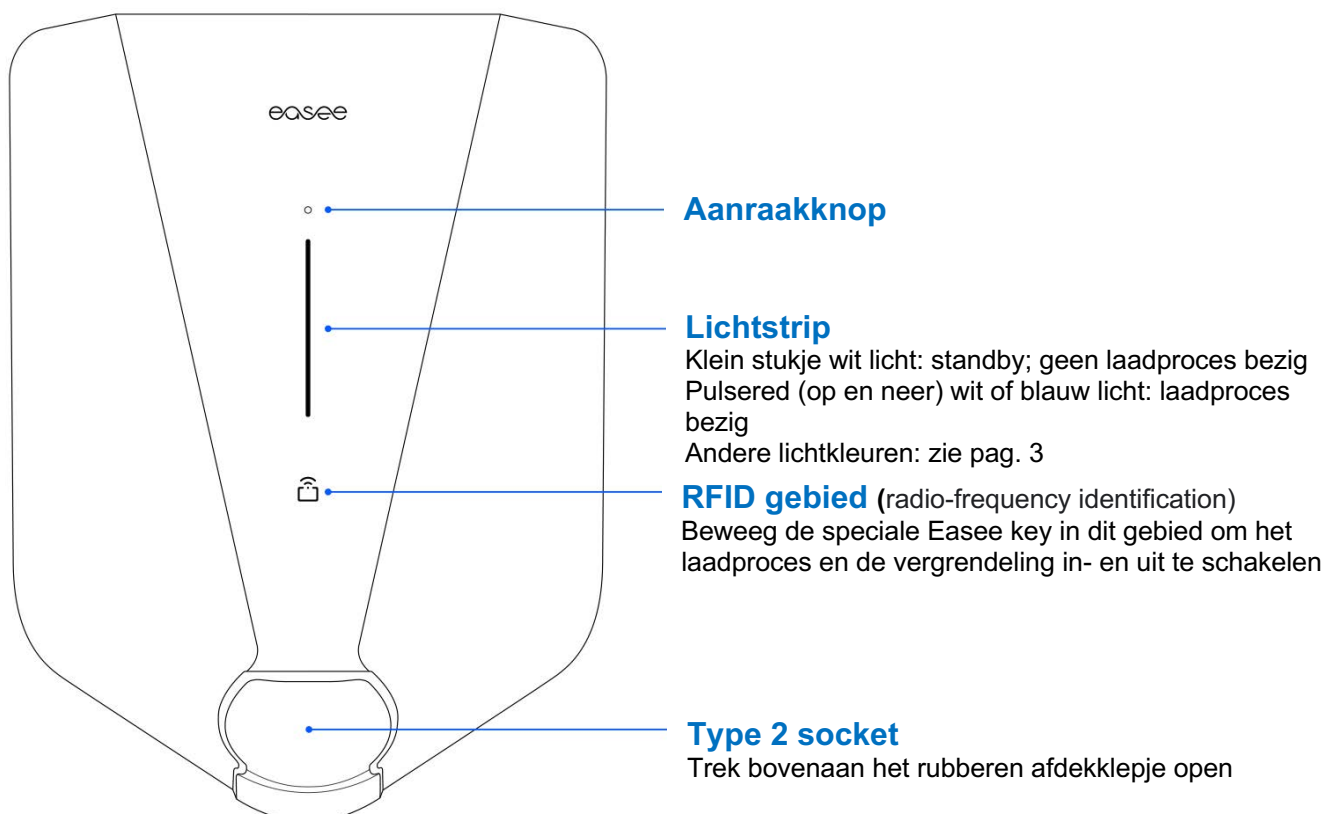 easee
Aanraakknop
Lichtstrip
Klein stukje wit licht: standby; geen laadproces bezig
Pulsered (op en neer) wit of blauw licht: laadproces
bezig
Andere lichtkleuren: zie pag. 3
RFID gebied (radio-frequency identification)
Beweeg de speciale Easee key in dit gebied om het
laadproces en de vergrendeling in- en uit te schakelen
Type 2 socket
Trek bovenaan het rubberen afdekklepje open